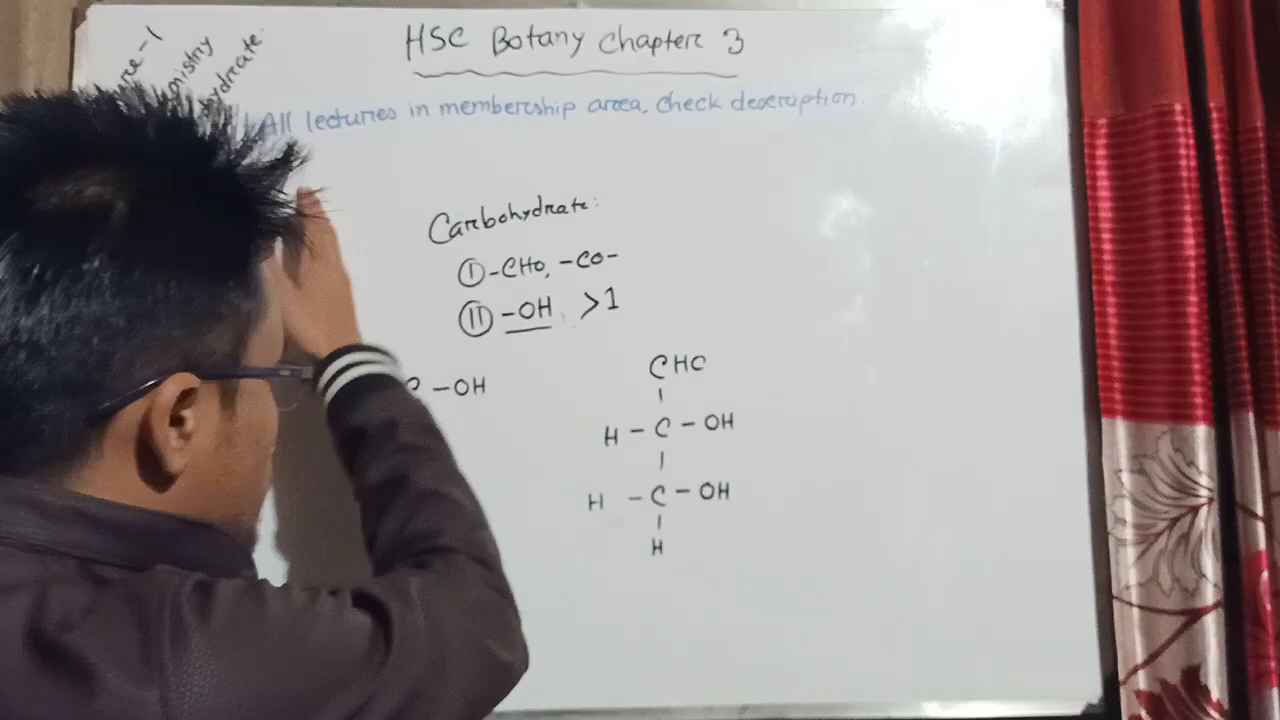 HSC Botany Chapter 3
All lectures in membership area, check description.
Carbohydrate:
I -CHO, -CO-
II -OH >1
-OH
CHO
H - C - OH
H - C - OH
H